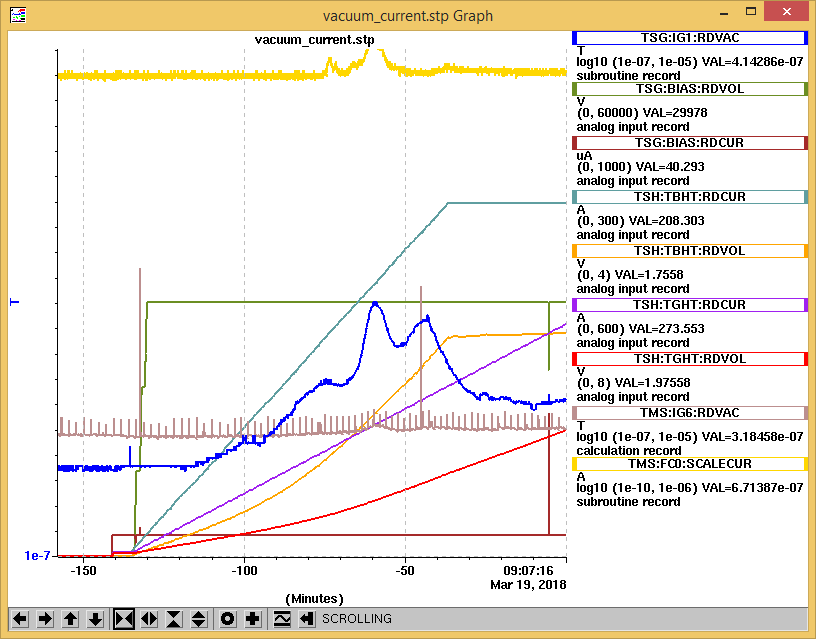 vacuum_current.stp Graph
vacuum_current.stp
T
1e-7
-150
-100
-50
09:07:16
Mar 19, 2018
(Minutes)
TSG:IG1:RDVAC
T
log10 (1e-07, 1e-05) VAL=4.14286e-07
subroutine record
TSG:BIAS:RDVOL
V
(0, 60000) VAL=29978
analog input record
TSG:BIAS:RDCUR
uA
(0, 1000) VAL=40.293
analog input record
TSH:TBHT:RDCUR
A
(0, 300) VAL=208.303
analog input record
TSH:TBHT:RDVOL
V
(0, 4) VAL=1.7558
analog input record
TSH:TGHT:RDCUR
A
(0, 600) VAL=273.553
analog input record
TSH:TGHT:RDVOL
V
(0, 8) VAL=1.97558
analog input record
TMS:IG6:RDVAC
T
log10 (1e-07, 1e-05) VAL=3.18458e-07
calculation record
TMS:FC0:SCALECUR
A
log10 (1e-10, 1e-06) VAL=6.71387e-07
subroutine record
SCROLLING